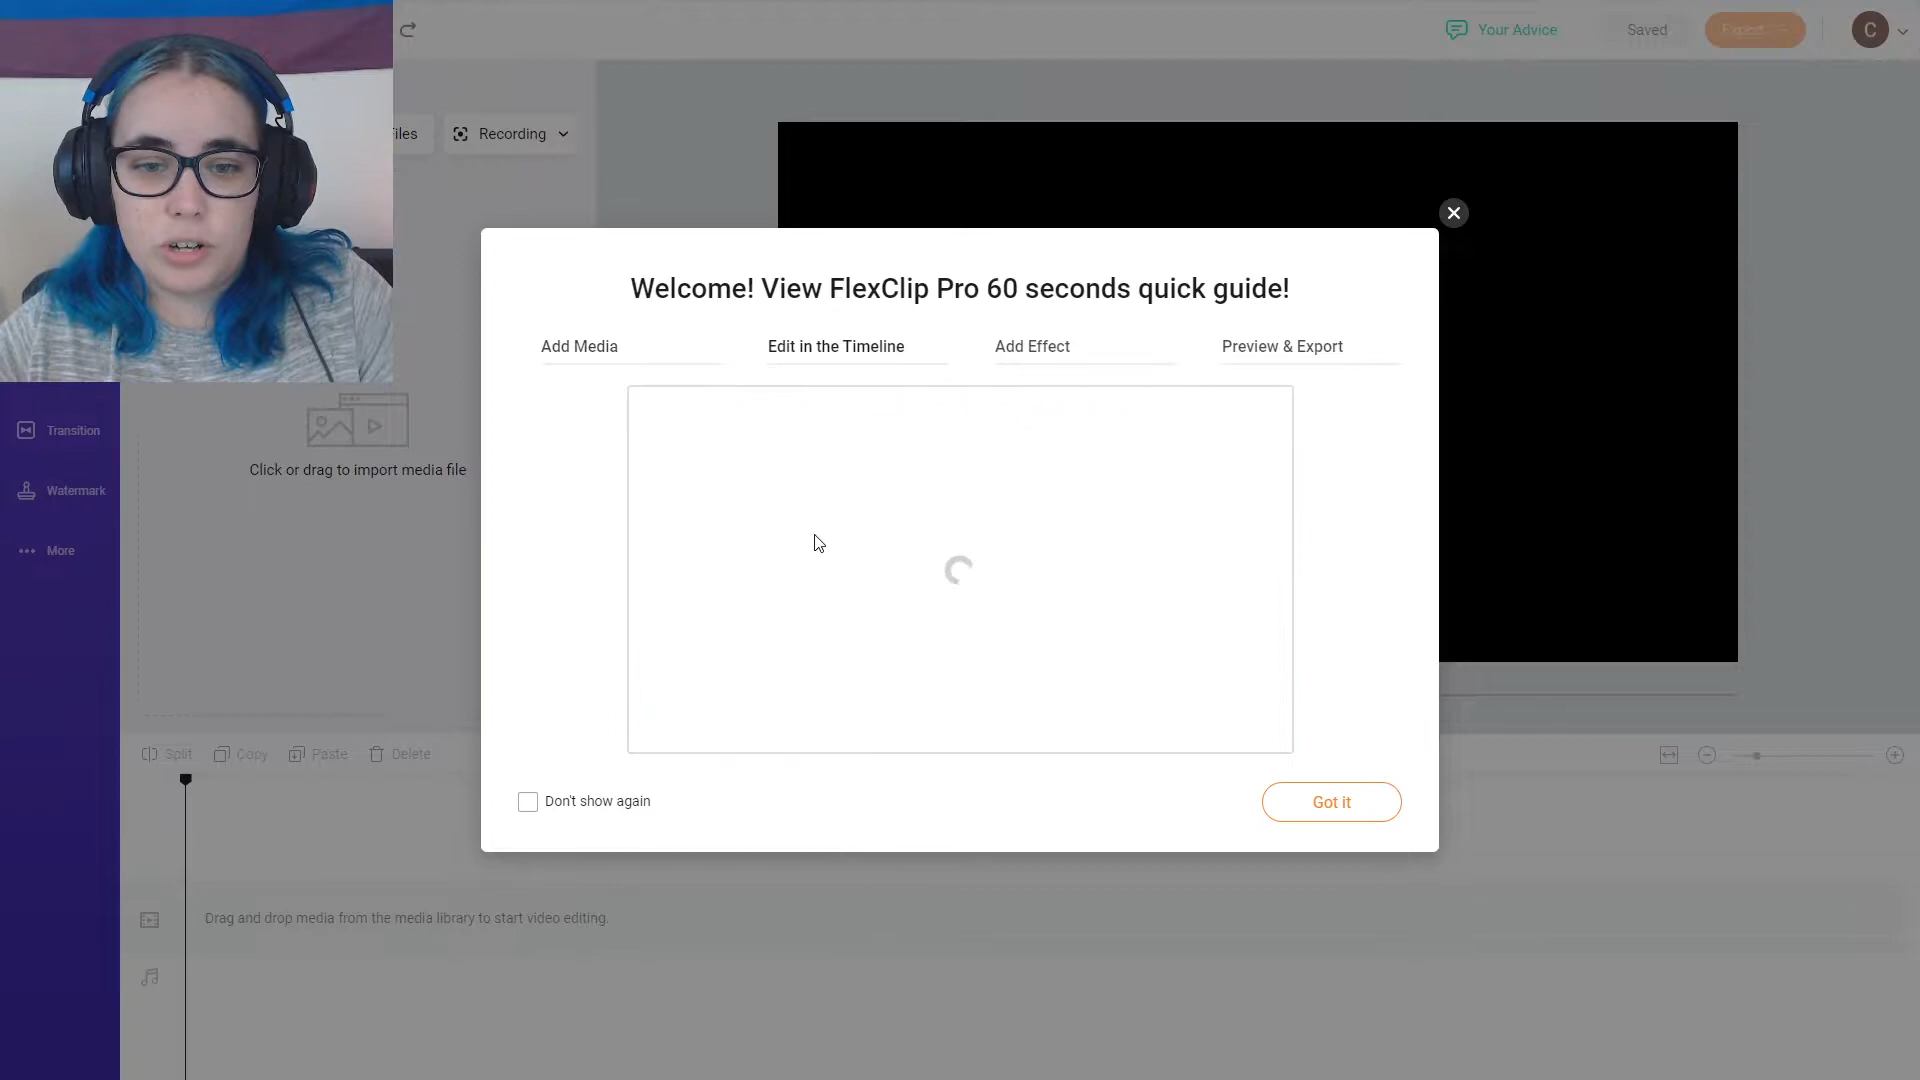 Your Advice
Saved
Export
C
iles
Recording
Welcome! View FlexClip Pro 60 seconds quick guide!
Add Media
Edit in the Timeline
Add Effect
Preview & Export
Transition
Click or drag to import media file
Watermark
More
Split
Copy
Paste
Delete
Don't show again
Got it
Drag and drop media from the media library to start video editing.